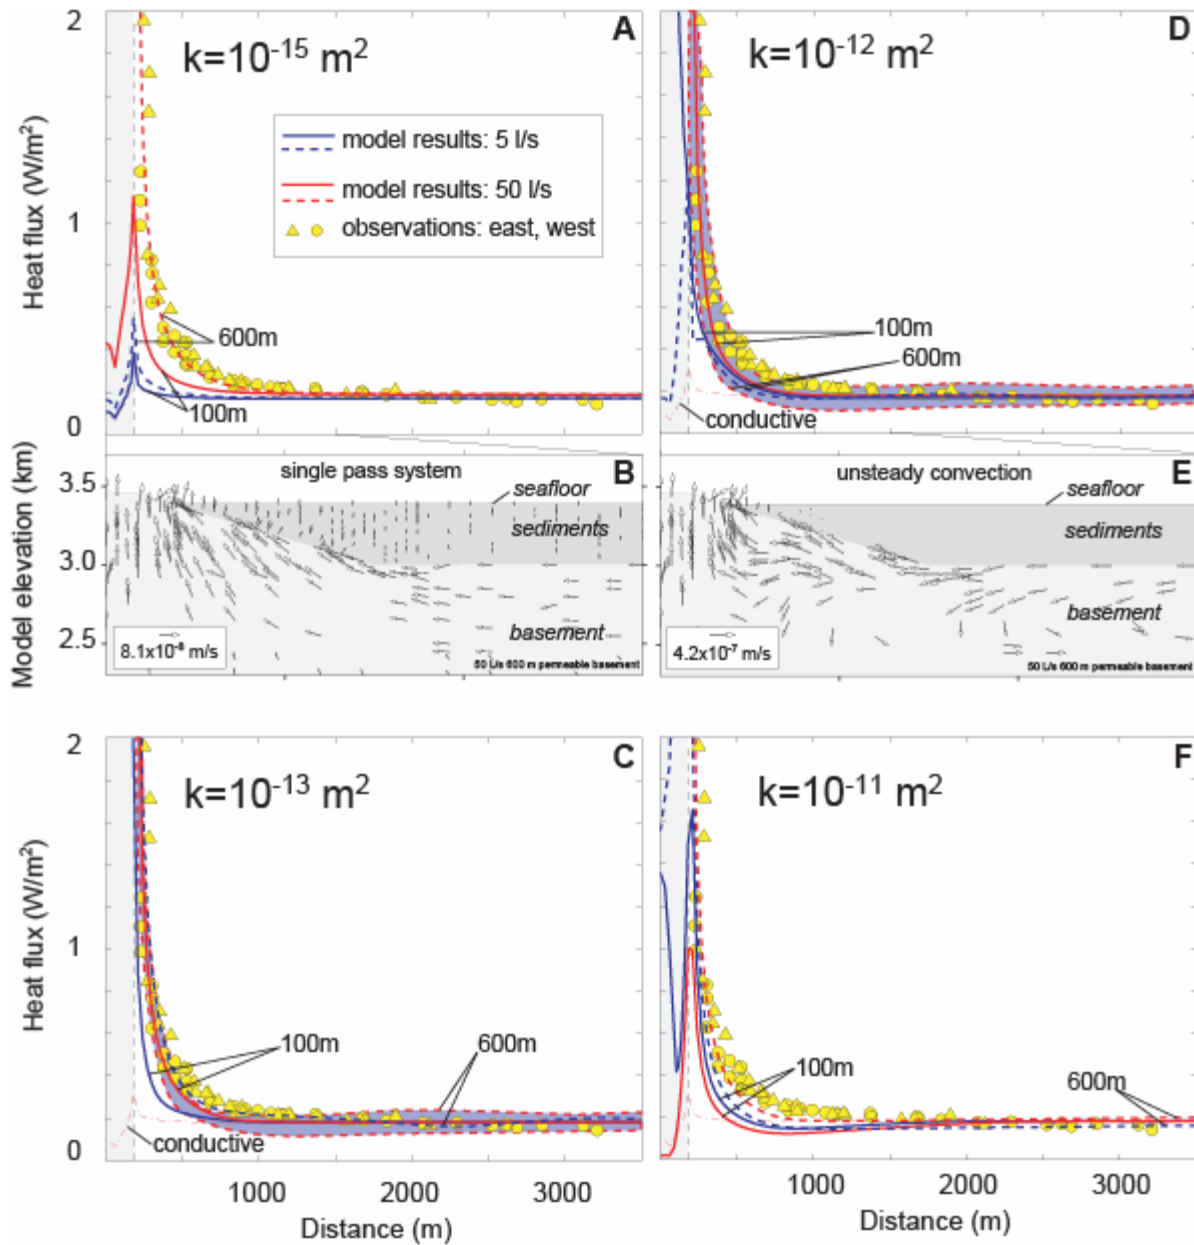 A
k=10⁻¹⁵ m²
2
1
0
Heat flux (W/m²)
model results: 5 l/s
model results: 50 l/s
observations: east, west
600m
100m
D
k=10⁻¹² m²
100m
600m
conductive
B
single pass system
seafloor
sediments
basement
3.5
3.0
2.5
Model elevation (km)
8.1x10⁻⁸ m/s
50 L/s 600 m permeable basement
E
unsteady convection
seafloor
sediments
basement
4.2x10⁻⁷ m/s
50 L/s 600 m permeable basement
C
k=10⁻¹³ m²
2
1
0
Heat flux (W/m²)
100m
600m
conductive
1000
2000
3000
Distance (m)
F
k=10⁻¹¹ m²
100m
600m
1000
2000
3000
Distance (m)